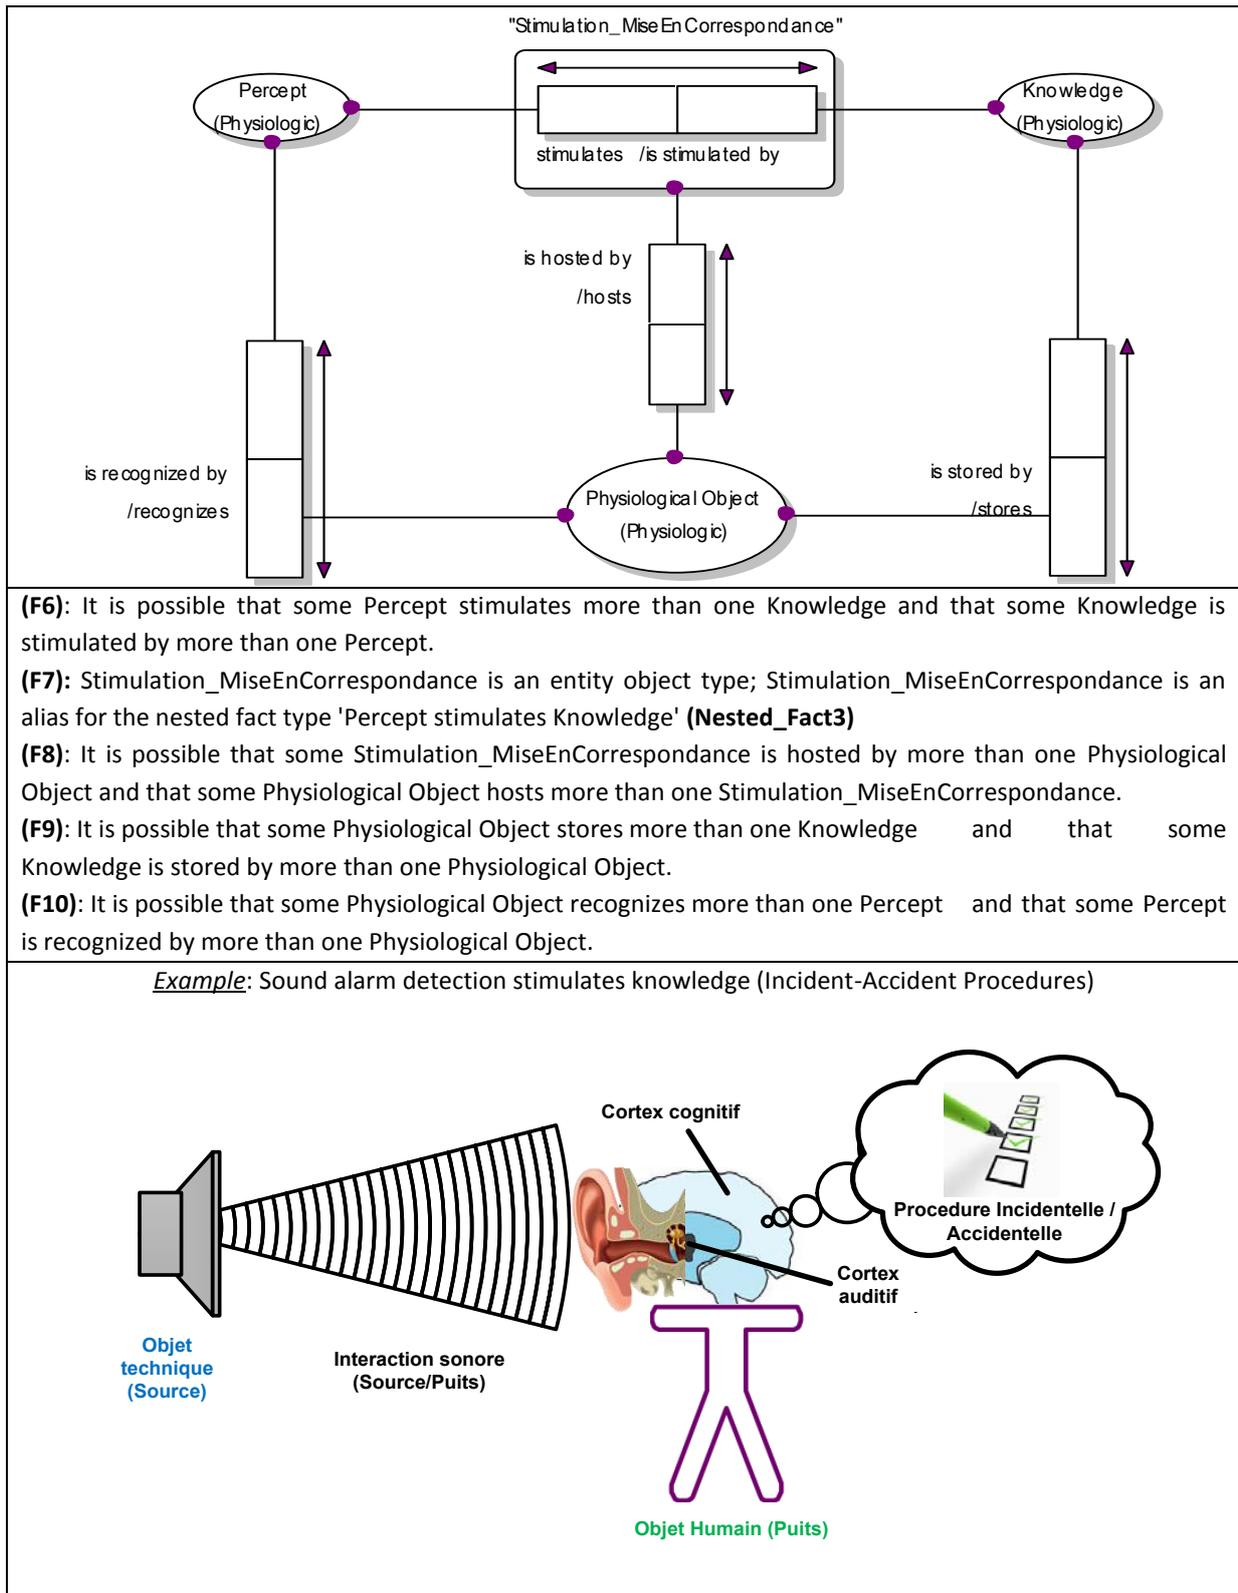 "Stimulation_MiseEnCorrespondance"
Percept
(Physiologic)
Knowledge
(Physiologic)
stimulates /is stimulated by
is hosted by
/hosts
is recognized by
/recognizes
Physiological Object
(Physiologic)
is stored by
/stores
(F6): It is possible that some Percept stimulates more than one Knowledge and that some Knowledge is
stimulated by more than one Percept.
(F7): Stimulation_MiseEnCorrespondance is an entity object type; Stimulation_MiseEnCorrespondance is an
alias for the nested fact type 'Percept stimulates Knowledge' (Nested_Fact3)
(F8): It is possible that some Stimulation_MiseEnCorrespondance is hosted by more than one Physiological
Object and that some Physiological Object hosts more than one Stimulation_MiseEnCorrespondance.
(F9): It is possible that some Physiological Object stores more than one Knowledge and that some
Knowledge is stored by more than one Physiological Object.
(F10): It is possible that some Physiological Object recognizes more than one Percept and that some Percept
is recognized by more than one Physiological Object.
Example: Sound alarm detection stimulates knowledge (Incident-Accident Procedures)
Cortex cognitif
Procedure Incidentelle /
Accidentelle
Cortex
auditif
Objet
technique
(Source)
Interaction sonore
(Source/Puits)
Objet Humain (Puits)